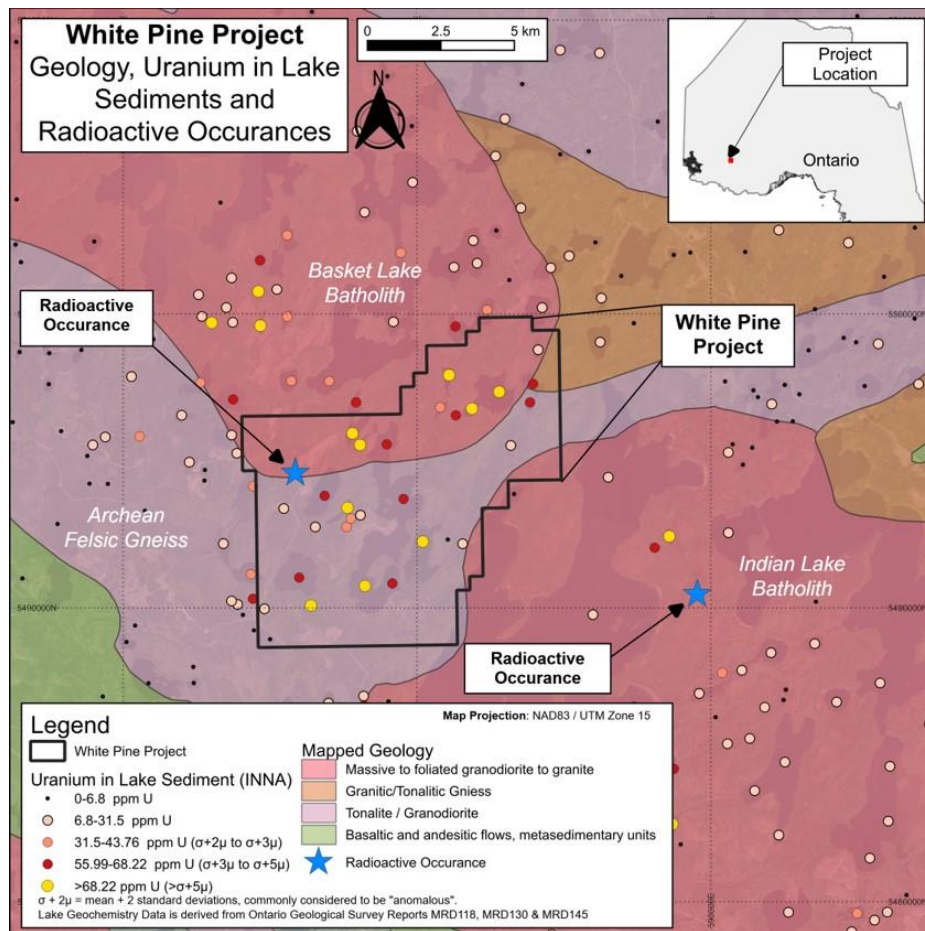 White Pine Project
Geology, Uranium in Lake
Sediments and
Radioactive Occurances
0 2.5 5 km
N
Project
Location
Ontario
Basket Lake
Batholith
Radioactive
Occurance
5500000N
White Pine
Project
Archean
Felsic Gneiss
Indian Lake
Batholith
5490000N
5490000N
Radioactive
Occurance
Legend
Map Projection: NAD83 / UTM Zone 15
White Pine Project
Uranium in Lake Sediment (INNA)
0-6.8 ppm U
6.8-31.5 ppm U
31.5-43.76 ppm U (σ+2μ to σ+3μ)
55.99-68.22 ppm U (σ+3μ to σ+5μ)
>68.22 ppm U (>σ+5μ)
Mapped Geology
Massive to foliated granodiorite to granite
Granitic/Tonalitic Gniess
Tonalite / Granodiorite
Basaltic and andesitic flows, metasedimentary units
Radioactive Occurance
σ + 2μ = mean + 2 standard deviations, commonly considered to be "anomalous".
Lake Geochemistry Data is derived from Ontario Geological Survey Reports MRD118, MRD130 & MRD145
5480000N